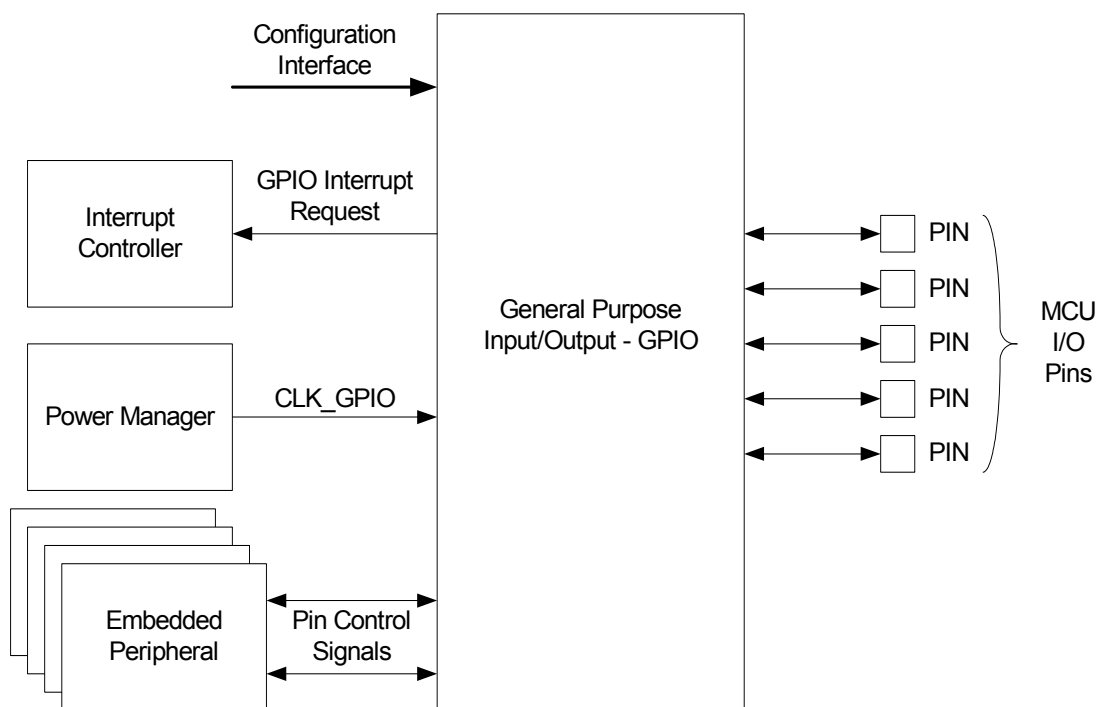 Configuration
Interface
Interrupt
Controller
GPIO Interrupt
Request
Power Manager
CLK_GPIO
Embedded
Peripheral
Pin Control
Signals
General Purpose
Input/Output - GPIO
PIN
PIN
PIN
PIN
PIN
MCU
I/O
Pins